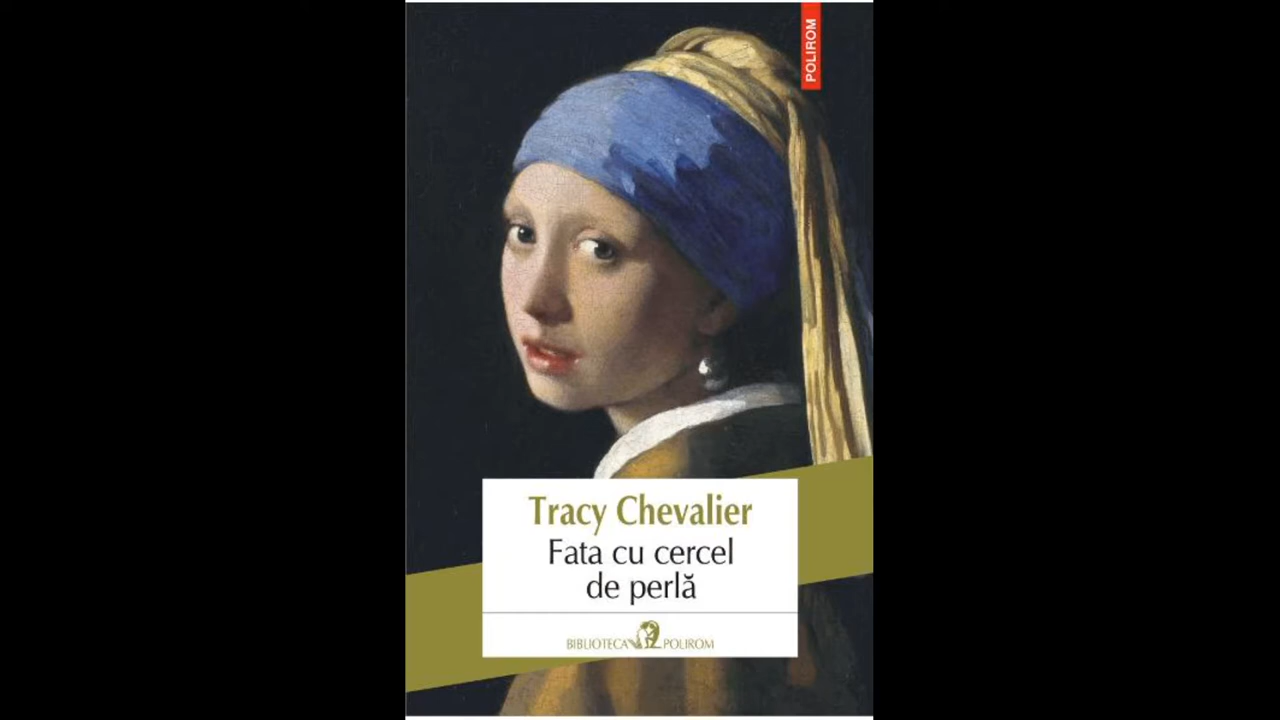 POLIROM
Tracy Chevalier
Fata cu cercel
de perlă
BIBLIOTECA POLIROM